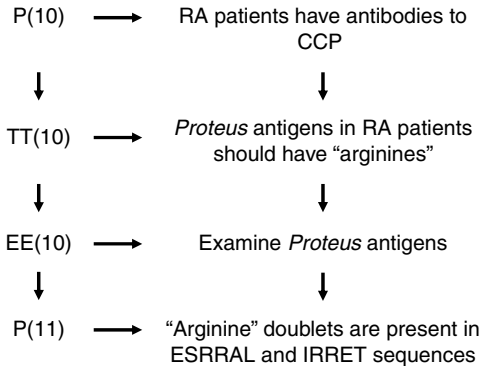 P(10) RA patients have antibodies to
CCP
TT(10) Proteus antigens in RA patients
should have “arginines”
EE(10) Examine Proteus antigens
P(11) “Arginine” doublets are present in
ESRRAL and IRRET sequences